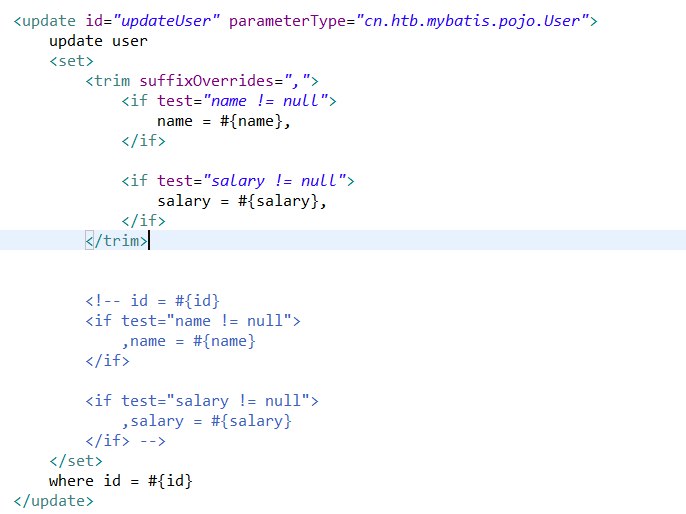 <update id="updateUser" parameterType="cn.htb.mybatis.pojo.User">
update user
<set>
<trim suffixOverrides=",">
<if test="name != null">
name = #{name},
</if>
<if test="salary != null">
salary = #{salary},
</if>
</trim>
<!-- id = #{id}
<if test="name != null">
,name = #{name}
</if>
<if test="salary != null">
,salary = #{salary}
</if> -->
</set>
where id = #{id}
</update>